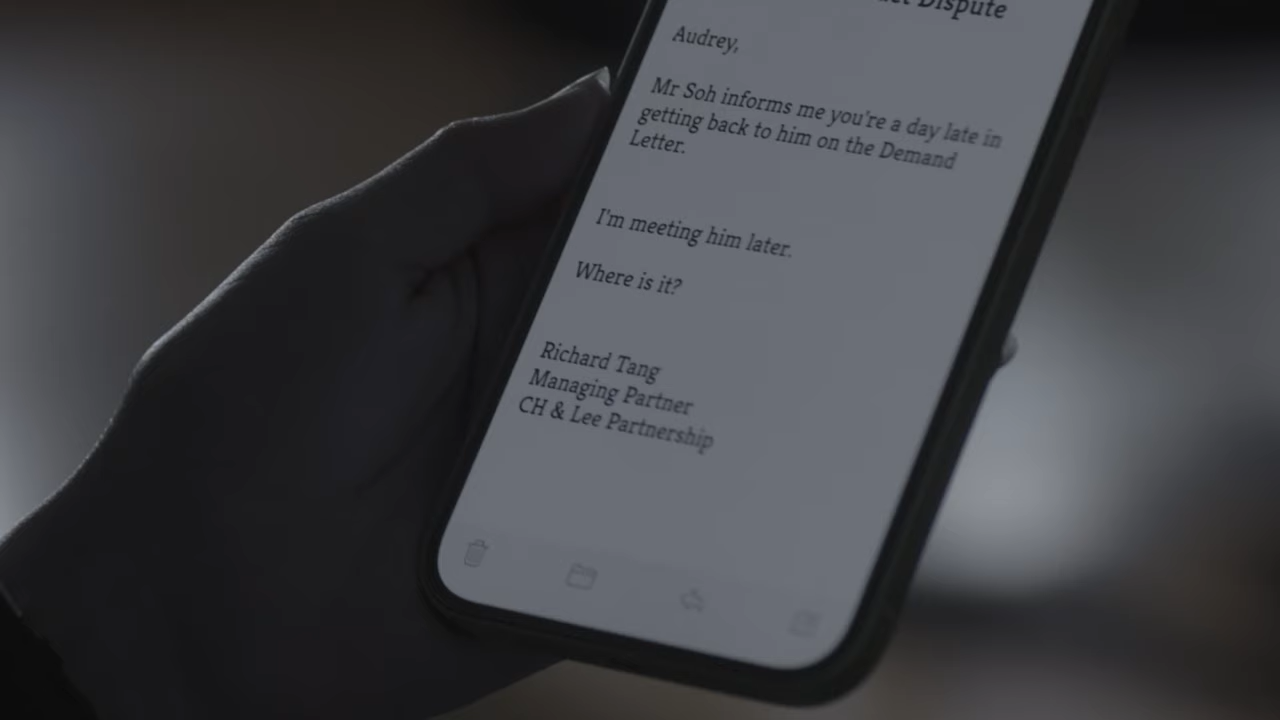 Dispute
Audrey,
Mr Soh informs me you're a day late in
getting back to him on the Demand
Letter.
I'm meeting him later.
Where is it?
Richard Tang
Managing Partner
CH & Lee Partnership